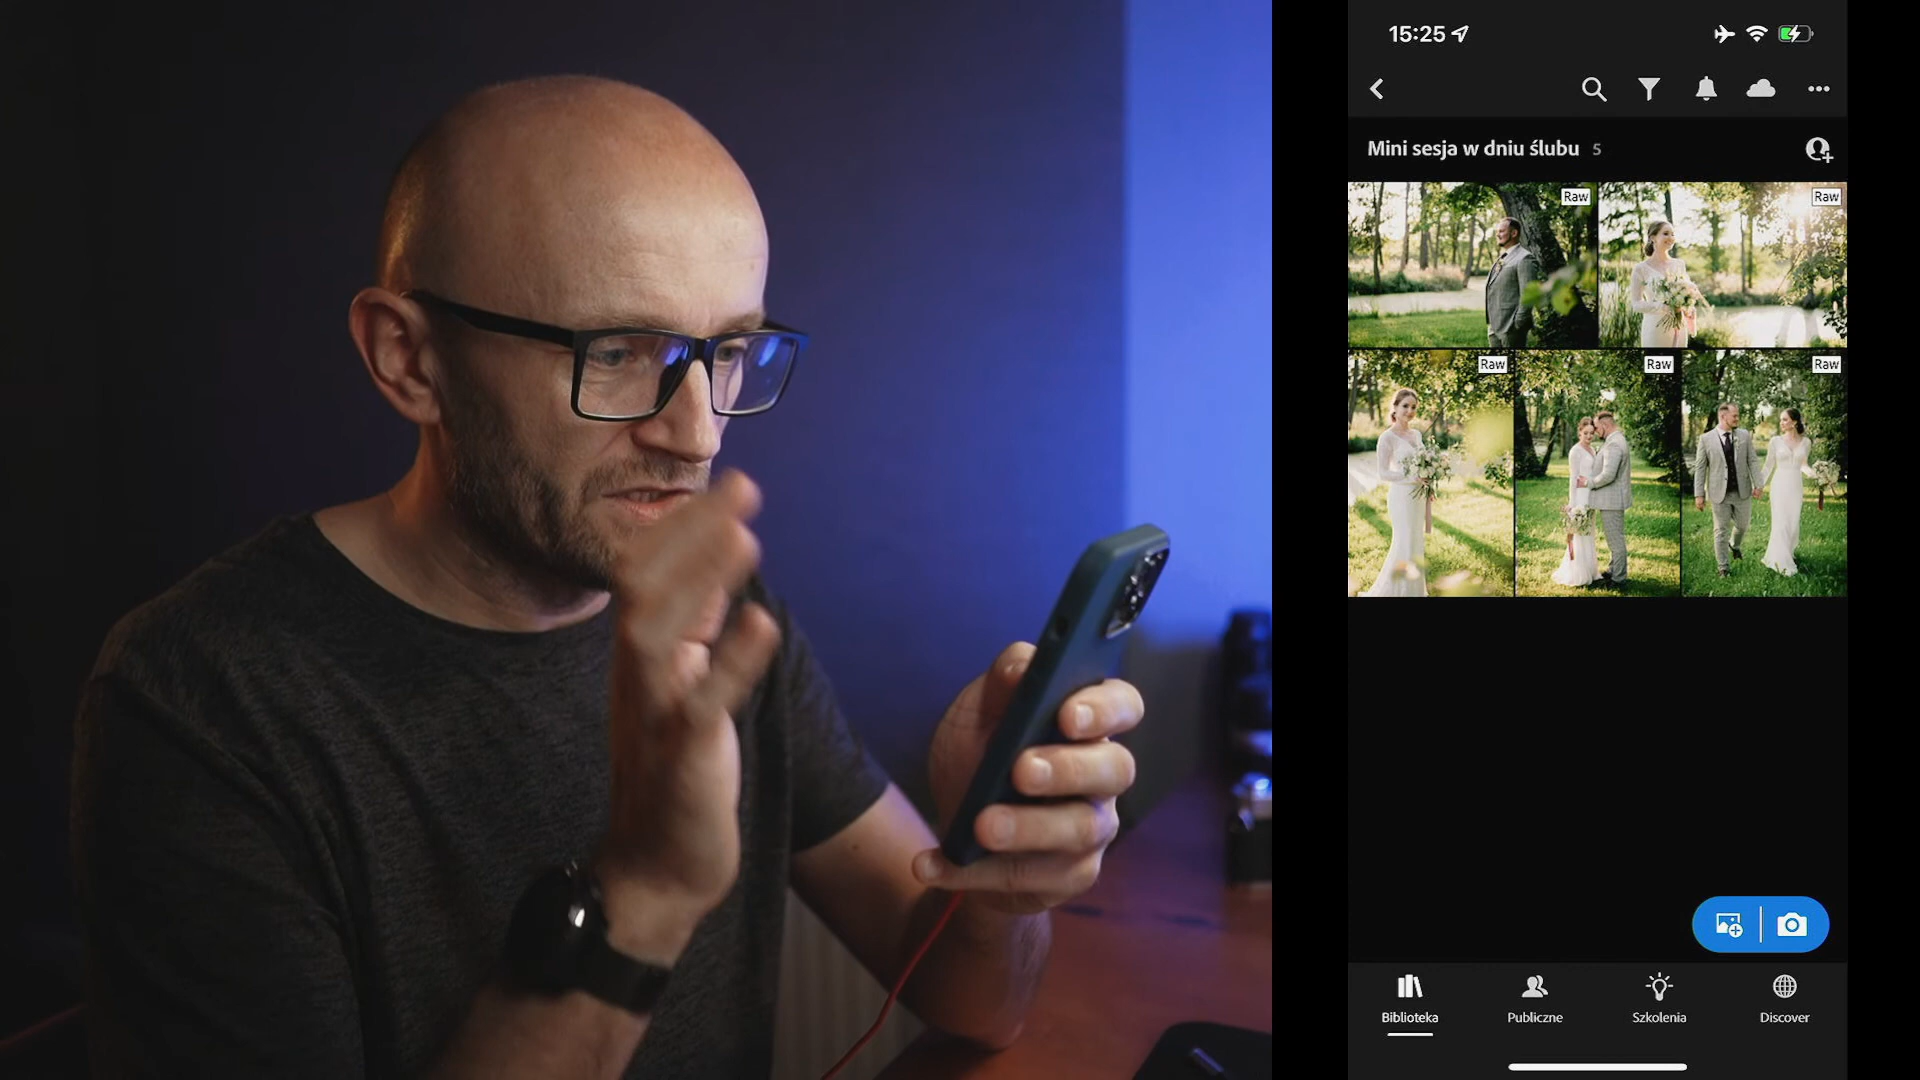 15:25
Mini sesja w dniu ślubu 5
Raw
Raw
Raw
Raw
Raw
Biblioteka
Publiczne
Szkolenia
Discover